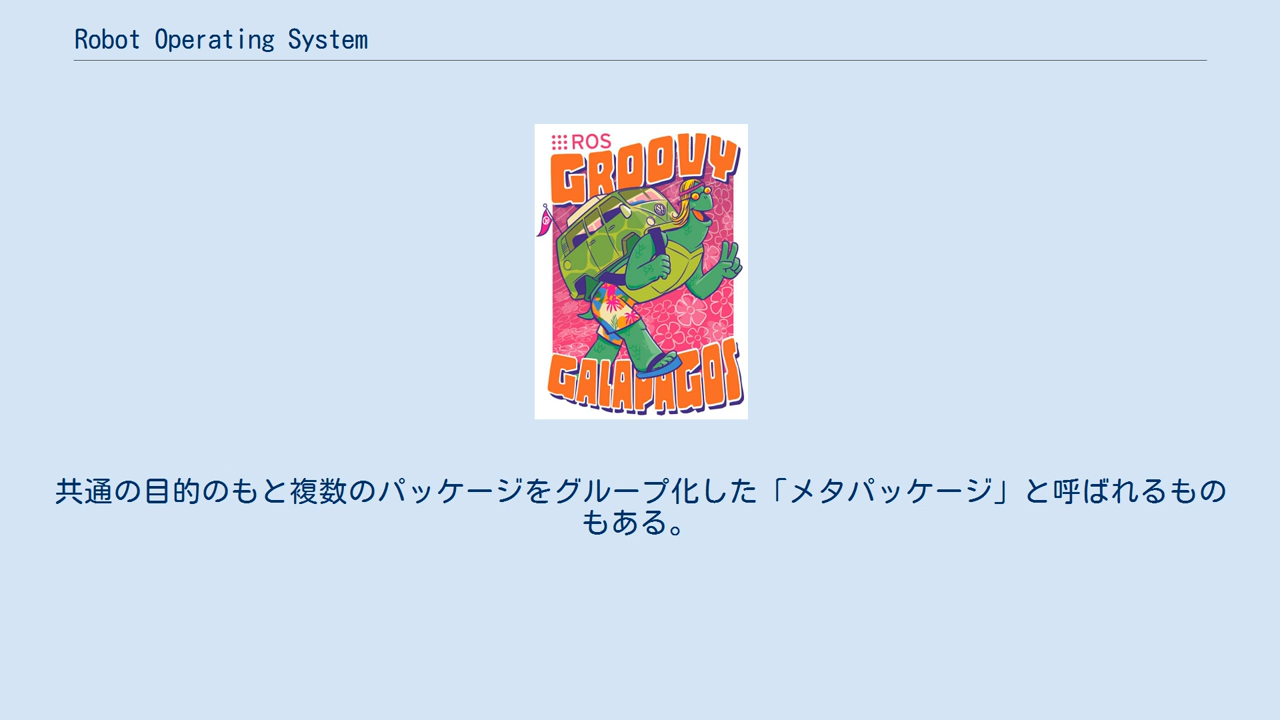 Robot Operating System
ROS
GROOVY
GALAPAGOS
共通の目的のもと複数のパッケージをグループ化した「メタパッケージ」と呼ばれるもの
もある。